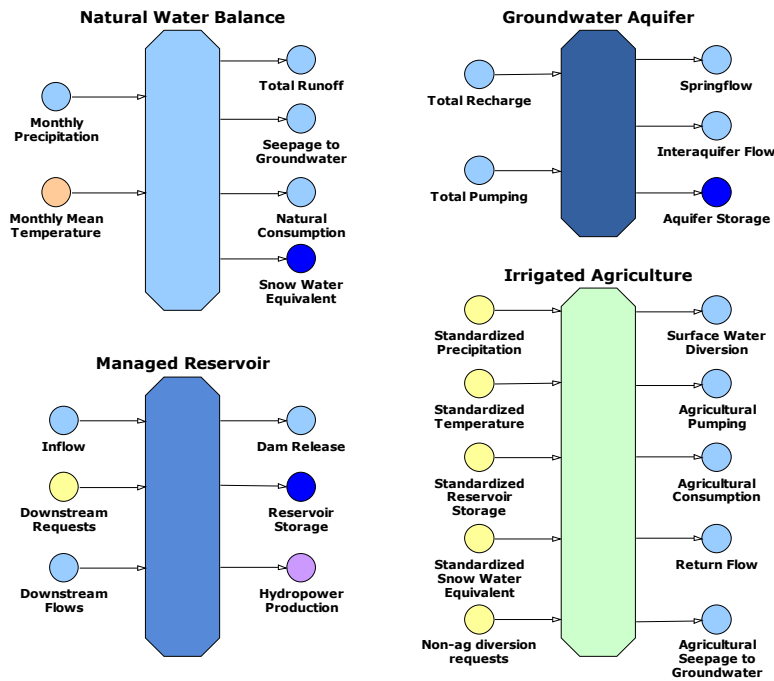 Natural Water Balance
Monthly
Precipitation
Monthly Mean
Temperature
Total Runoff
Seepage to
Groundwater
Natural
Consumption
Snow Water
Equivalent
Groundwater Aquifer
Total Recharge
Total Pumping
Springflow
Interaquifer Flow
Aquifer Storage
Managed Reservoir
Inflow
Downstream
Requests
Downstream
Flows
Dam Release
Reservoir
Storage
Hydropower
Production
Irrigated Agriculture
Standardized
Precipitation
Standardized
Temperature
Standardized
Reservoir
Storage
Standardized
Snow Water
Equivalent
Non-ag diversion
requests
Surface Water
Diversion
Agricultural
Pumping
Agricultural
Consumption
Return Flow
Agricultural
Seepage to
Groundwater